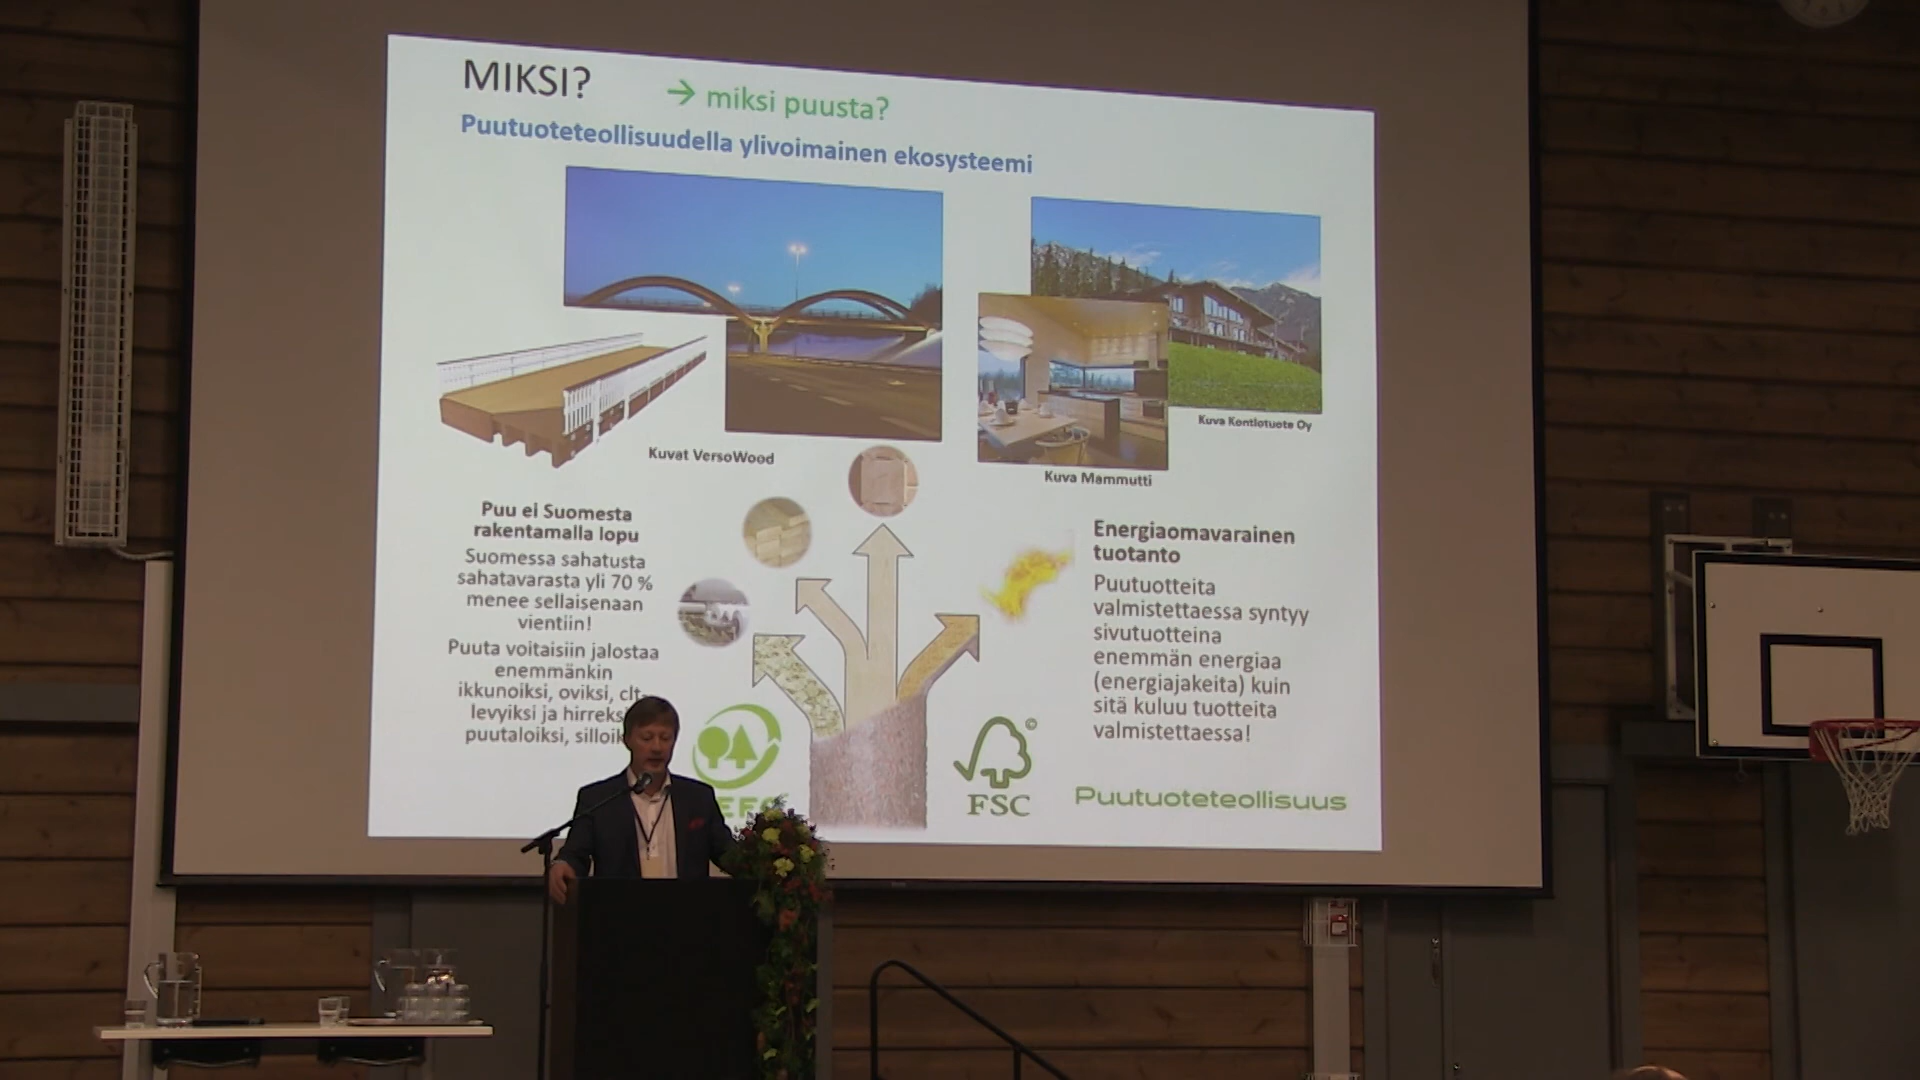 MIKSI?
→ miksi puusta?
Puutuoteteollisuudella ylivoimainen ekosysteemi
Kuvat VersoWood
Kuva Kontiotuote Oy
Kuva Mammutti
Puu ei Suomesta
rakentamalla lopu
Suomessa sahatusta
sahatavarasta yli 70 %
menee sellaisenaan
vientiin!
Puuta voitaisiin jalostaa
enemmänkin
ikkunoiksi, oviksi, clt-
levyiksi ja hirreksi
puutaloiksi, silloik
Energiaomavarainen
tuotanto
Puutuotteita
valmistettaessa syntyy
sivutuotteina
enemmän energiaa
(energiajakeita) kuin
sitä kuluu tuotteita
valmistettaessa!
EFC
©
FSC
Puutuoteteollisuus